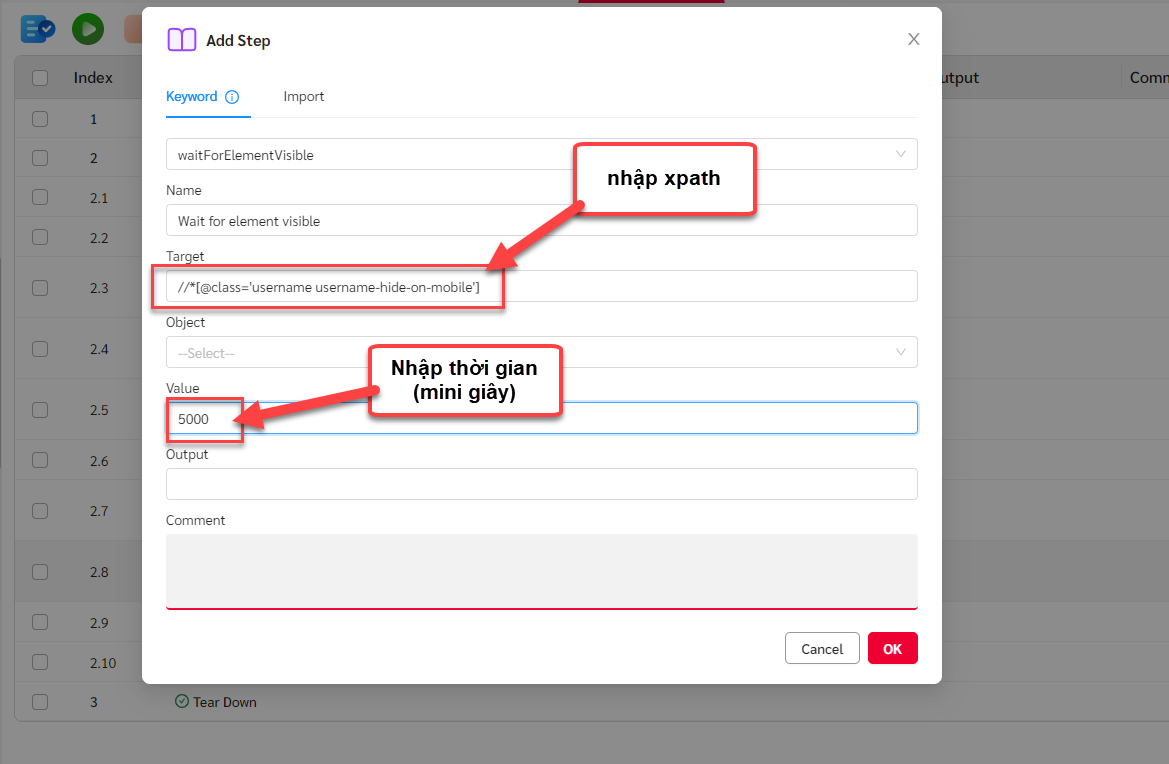 Add Step
Keyword
Import
waitForElementVisible
nhập xpath
Name
Wait for element visible
Target
//*[@class='username username-hide-on-mobile']
Object
--Select--
Nhập thời gian
(mini giây)
Value
5000
Output
Comment
Cancel
OK
Index
utput
Comm
1
2
2.1
2.2
2.3
2.4
2.5
2.6
2.7
2.8
2.9
2.10
3
Tear Down